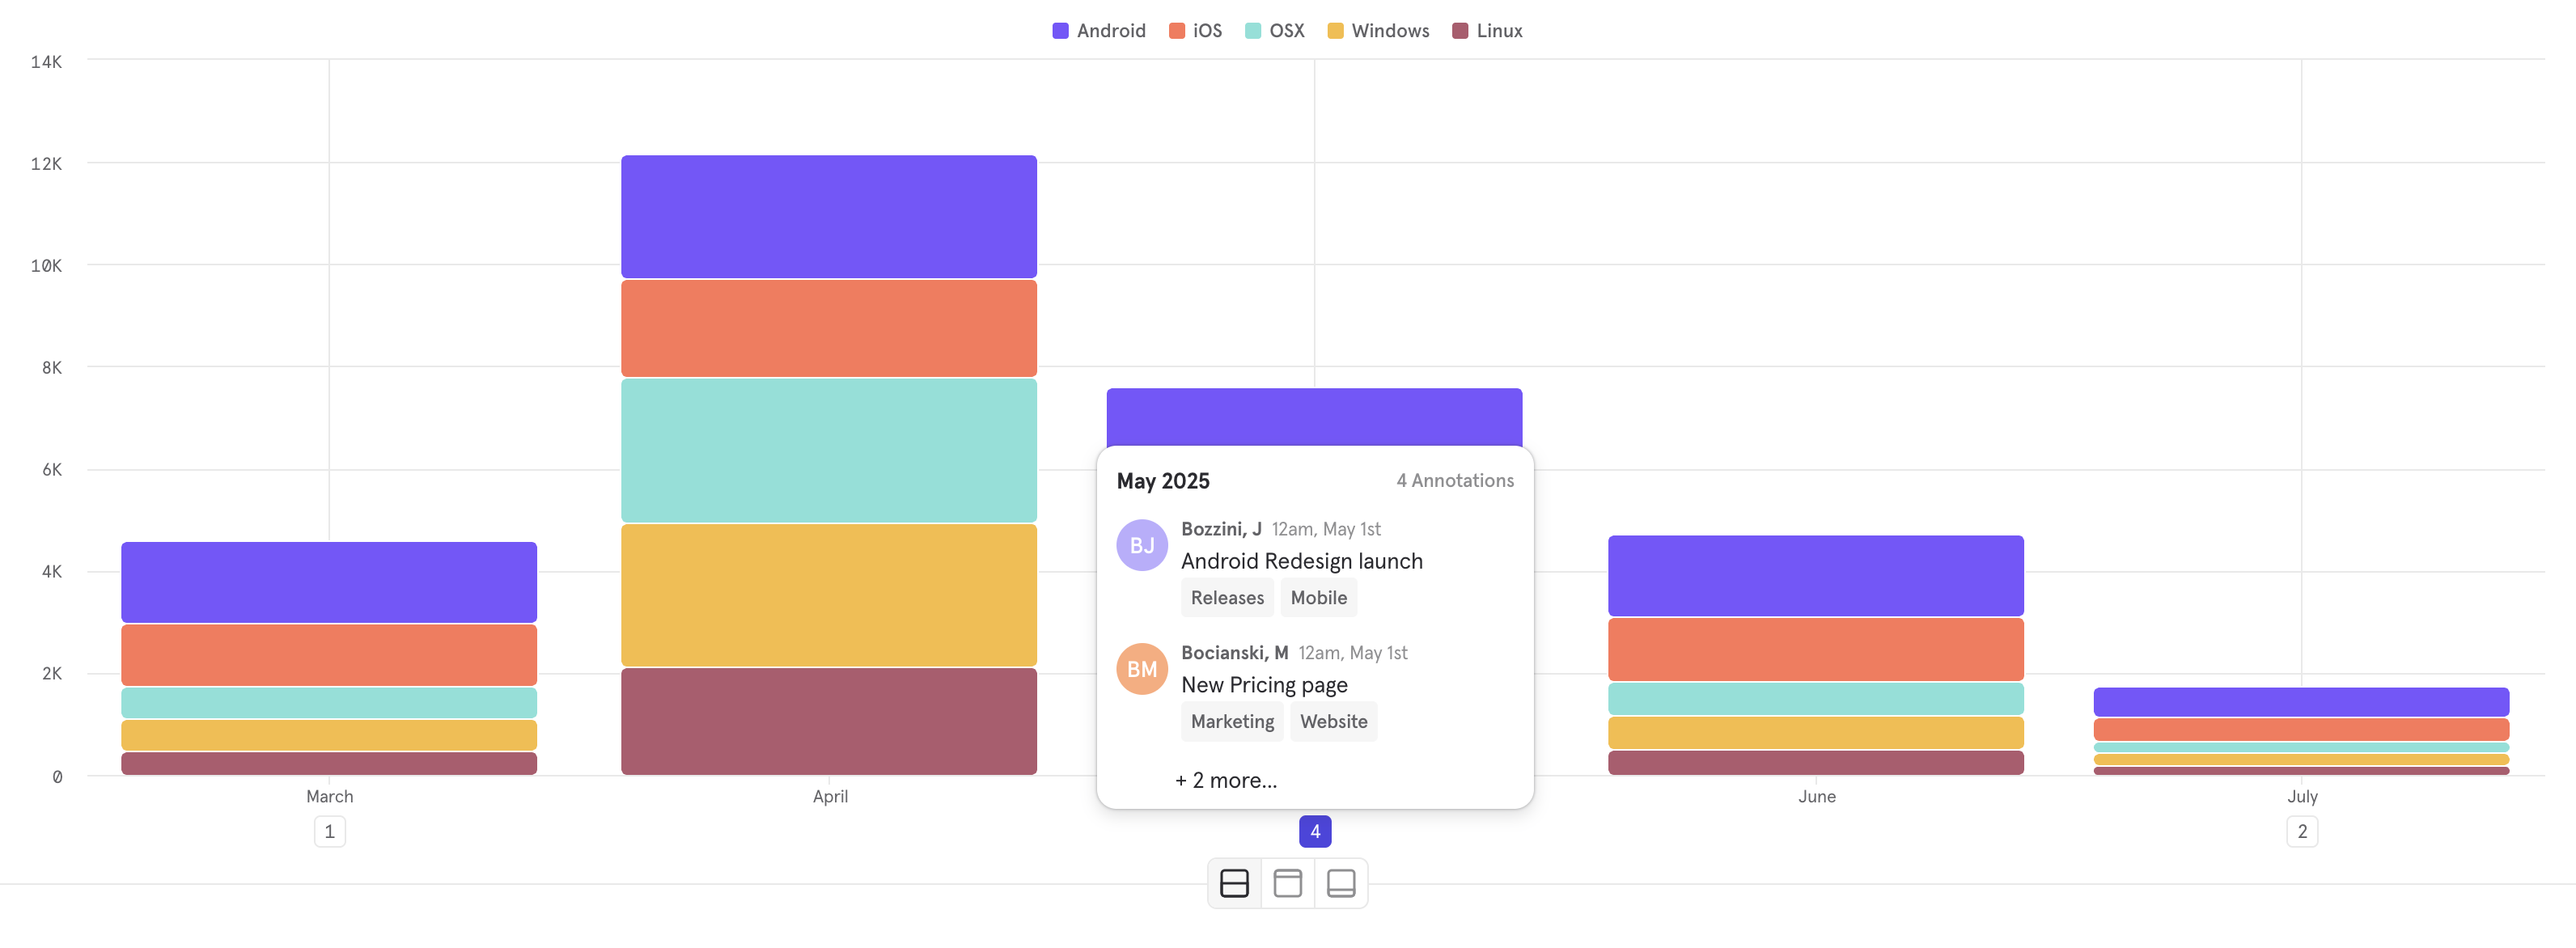 Android iOS OSX Windows Linux
14K
12K
10K
8K
6K
4K
2K
0
May 2025 4 Annotations
BJ Bozzini, J 12am, May 1st
Android Redesign launch
Releases Mobile
BM Bocianski, M 12am, May 1st
New Pricing page
Marketing Website
+ 2 more...
March April June July
1 4 2